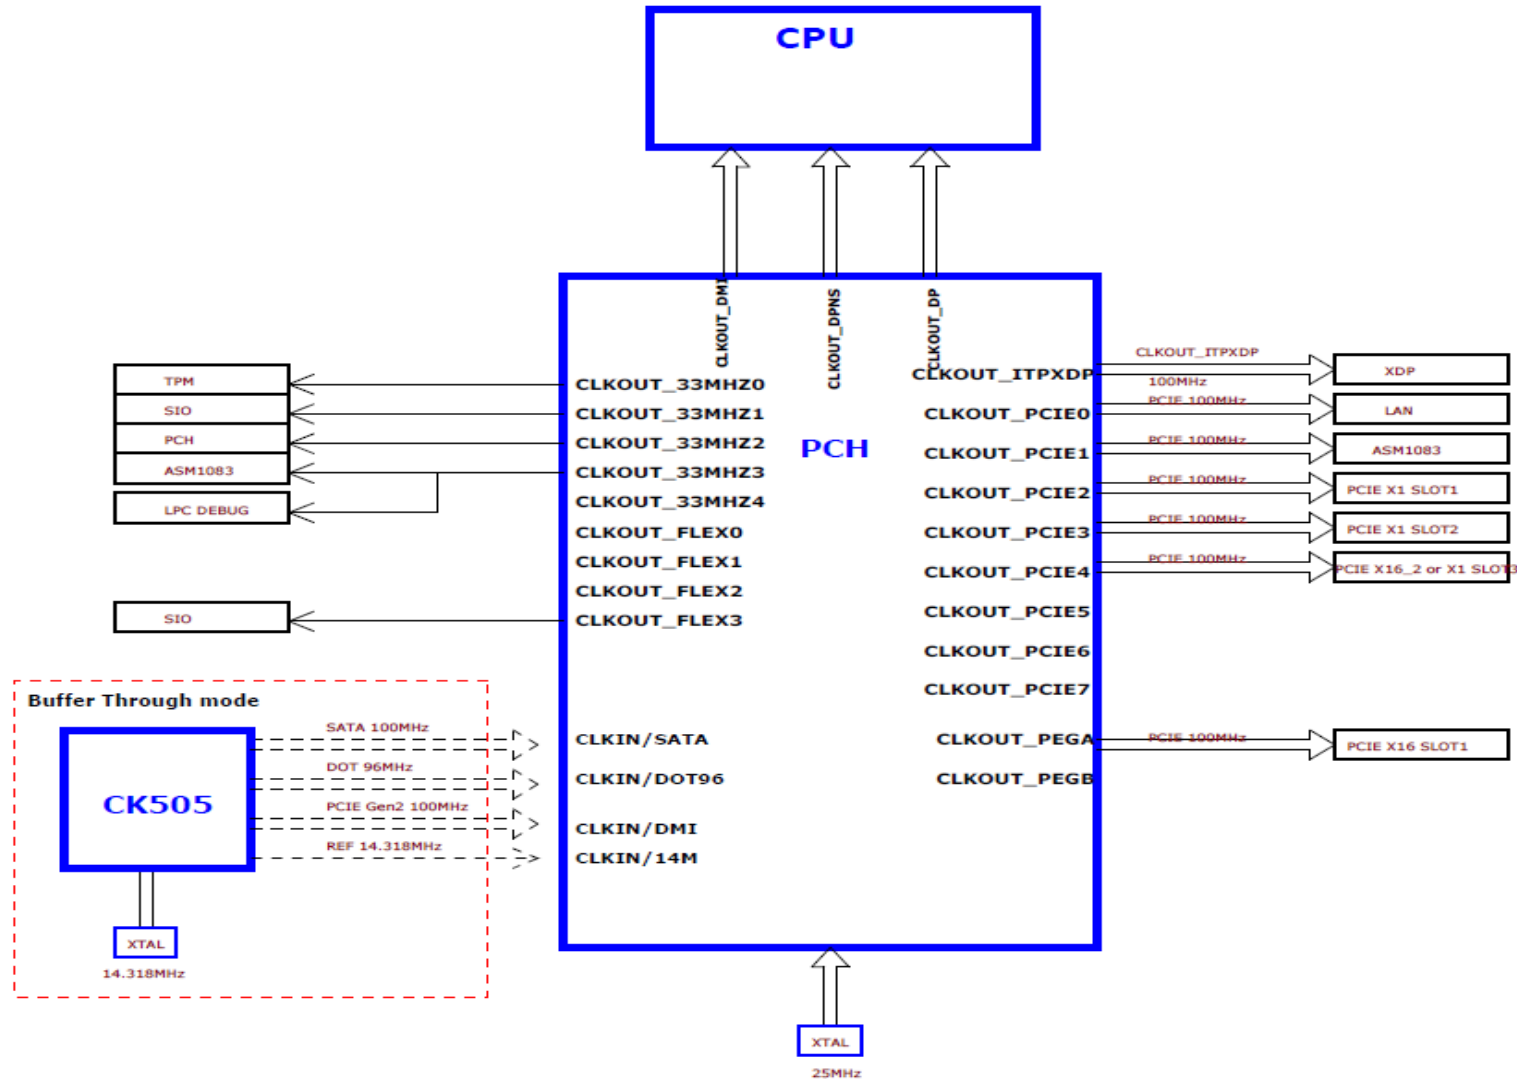 CPU
CLKOUT_DMI
CLKOUT_DPNS
CLKOUT_DP
TPM
SIO
PCH
ASM1083
LPC DEBUG
SIO
CLKOUT_33MHZ0
CLKOUT_33MHZ1
CLKOUT_33MHZ2
CLKOUT_33MHZ3
CLKOUT_33MHZ4
CLKOUT_FLEX0
CLKOUT_FLEX1
CLKOUT_FLEX2
CLKOUT_FLEX3
PCH
CLKOUT_ITPXDP
CLKOUT_PCIE0
CLKOUT_PCIE1
CLKOUT_PCIE2
CLKOUT_PCIE3
CLKOUT_PCIE4
CLKOUT_PCIE5
CLKOUT_PCIE6
CLKOUT_PCIE7
CLKOUT_PEGA
CLKOUT_PEGB
CLKOUT_ITPXDP
100MHz
PCIE 100MHz
PCIE 100MHz
PCIE 100MHz
PCIE 100MHz
PCIE 100MHz
PCIE 100MHz
XDP
LAN
ASM1083
PCIE X1 SLOT1
PCIE X1 SLOT2
PCIE X16_2 or X1 SLOT3
PCIE X16 SLOT1
Buffer Through mode
CK505
SATA 100MHz
DOT 96MHz
PCIE Gen2 100MHz
REF 14.318MHz
CLKIN/SATA
CLKIN/DOT96
CLKIN/DMI
CLKIN/14M
XTAL
14.318MHz
XTAL
25MHz